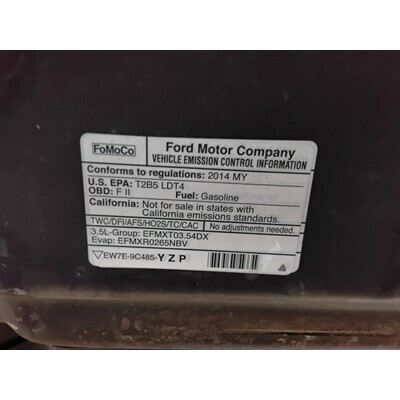 FoMoCo
Ford Motor Company
VEHICLE EMISSION CONTROL INFORMATION
Conforms to regulations: 2014 MY
U.S. EPA: T2B5 LDT4
OBD: F II Fuel: Gasoline
California: Not for sale in states with
California emissions standards.
TWC/DFI/AFS/HO2S/TC/CAC No adjustments needed.
3.5L-Group: EFMXT03.54DX
Evap: EFMXR0265NBV
EW7E-9C485-YZP